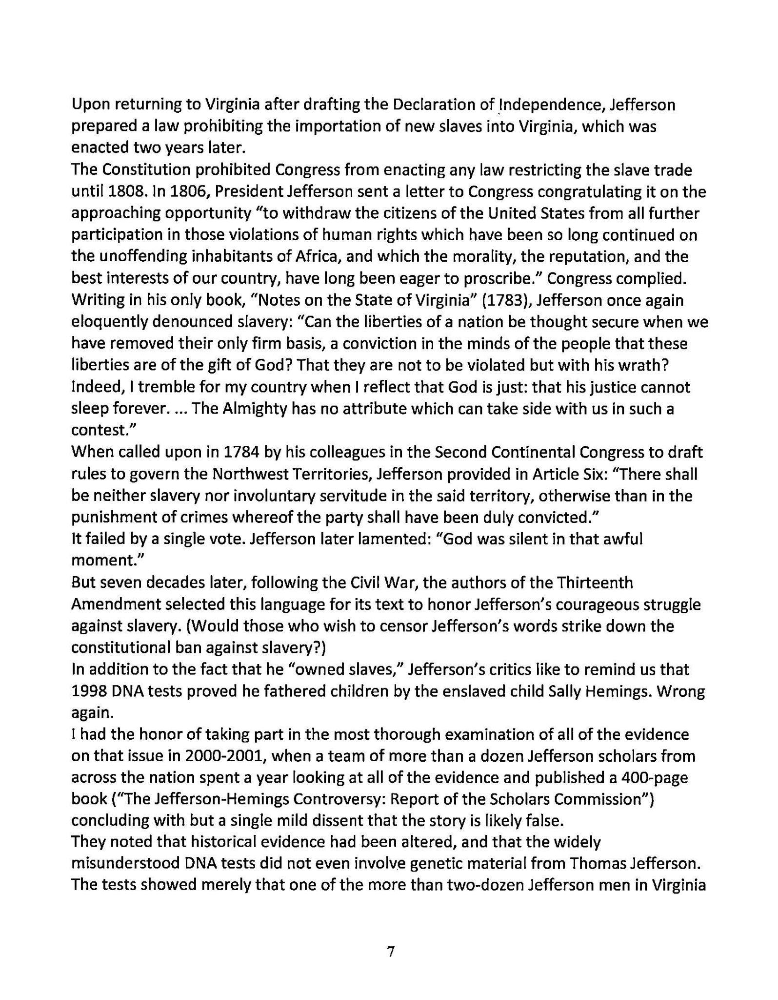 Upon returning to Virginia after drafting the Declaration of Independence, Jefferson
prepared a law prohibiting the importation of new slaves into Virginia, which was
enacted two years later.
The Constitution prohibited Congress from enacting any law restricting the slave trade
until 1808. In 1806, President Jefferson sent a letter to Congress congratulating it on the
approaching opportunity “to withdraw the citizens of the United States from all further
participation in those violations of human rights which have been so long continued on
the unoffending inhabitants of Africa, and which the morality, the reputation, and the
best interests of our country, have long been eager to proscribe.” Congress complied.
Writing in his only book, “Notes on the State of Virginia” (1783), Jefferson once again
eloquently denounced slavery: “Can the liberties of a nation be thought secure when we
have removed their only firm basis, a conviction in the minds of the people that these
liberties are of the gift of God? That they are not to be violated but with his wrath?
Indeed, I tremble for my country when I reflect that God is just: that his justice cannot
sleep forever. ... The Almighty has no attribute which can take side with us in such a
contest.”
When called upon in 1784 by his colleagues in the Second Continental Congress to draft
rules to govern the Northwest Territories, Jefferson provided in Article Six: “There shall
be neither slavery nor involuntary servitude in the said territory, otherwise than in the
punishment of crimes whereof the party shall have been duly convicted.”
It failed by a single vote. Jefferson later lamented: “God was silent in that awful
moment.”
But seven decades later, following the Civil War, the authors of the Thirteenth
Amendment selected this language for its text to honor Jefferson’s courageous struggle
against slavery. (Would those who wish to censor Jefferson’s words strike down the
constitutional ban against slavery?)
In addition to the fact that he “owned slaves,” Jefferson’s critics like to remind us that
1998 DNA tests proved he fathered children by the enslaved child Sally Hemings. Wrong
again.
I had the honor of taking part in the most thorough examination of all of the evidence
on that issue in 2000-2001, when a team of more than a dozen Jefferson scholars from
across the nation spent a year looking at all of the evidence and published a 400-page
book (“The Jefferson-Hemings Controversy: Report of the Scholars Commission”)
concluding with but a single mild dissent that the story is likely false.
They noted that historical evidence had been altered, and that the widely
misunderstood DNA tests did not even involve genetic material from Thomas Jefferson.
The tests showed merely that one of the more than two-dozen Jefferson men in Virginia
7